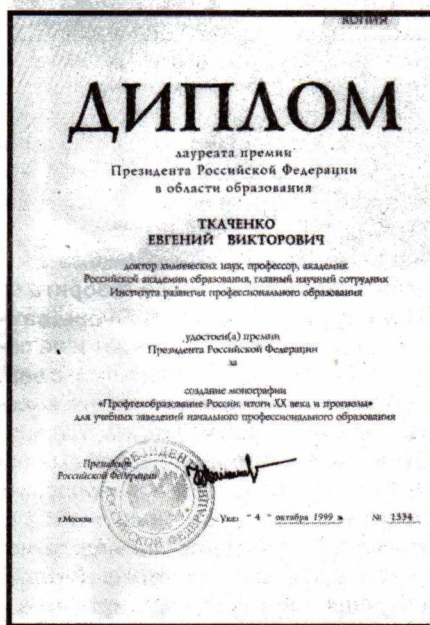 КОПИЯ
ДИПЛОМ
лауреата премии
Президента Российской Федерации
в области образования
ТКАЧЕНКО
ЕВГЕНИЙ ВИКТОРОВИЧ
доктор химических наук, профессор, академик
Российской академии образования, главный научный сотрудник
Института развития профессионального образования
удостоен(а) премии
Президента Российской Федерации
за
создание монографии
«Профтехобразование России: итоги XX века и прогнозы»
для учебных заведений начального профессионального образования
Президент
Российской Федерации
г.Москва Указ "4" октября 1999 г. № 1334